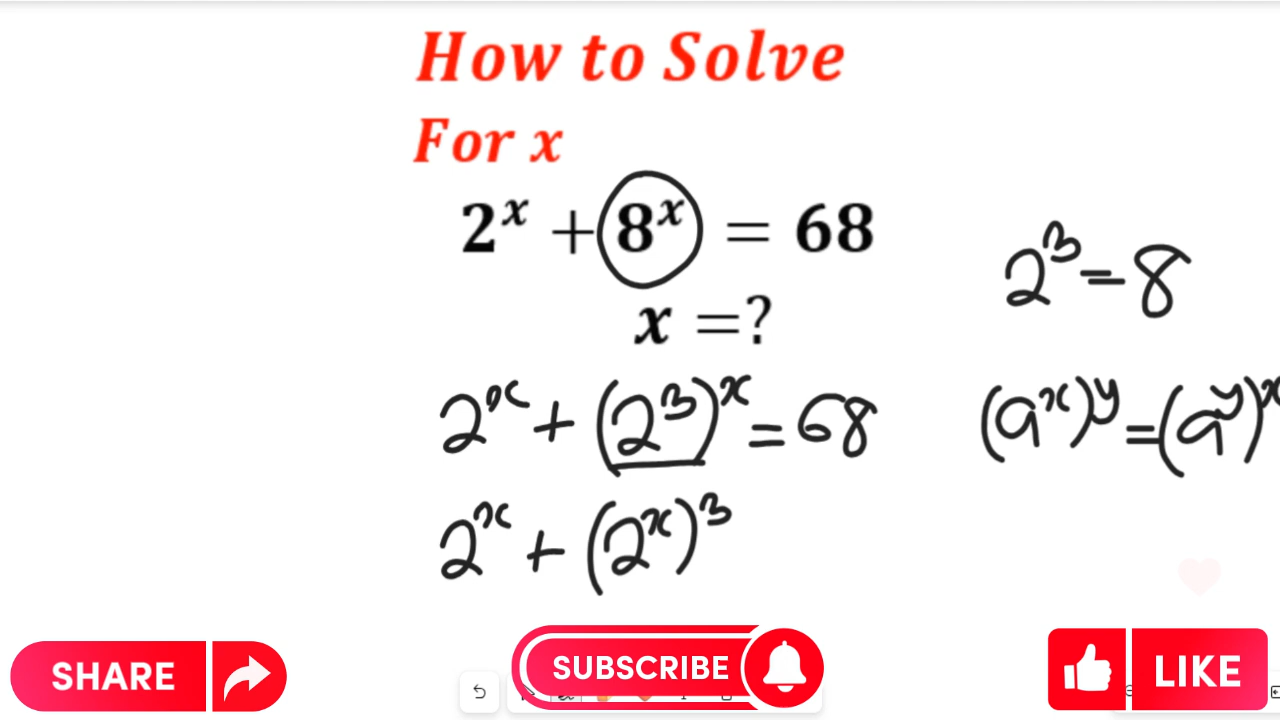 How to Solve
For x
2^x + 8^x = 68
x =?
2^3 = 8
2^x + (2^3)^x = 68
(a^x)^y = (a^y)^x
2^x + (2^x)^3
SHARE
SUBSCRIBE
LIKE